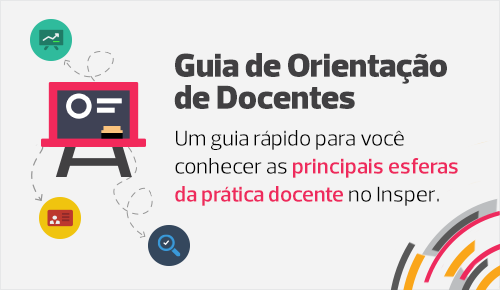 Guia de Orientação
de Docentes
Um guia rápido para você
conhecer as principais esferas
da prática docente no Insper.